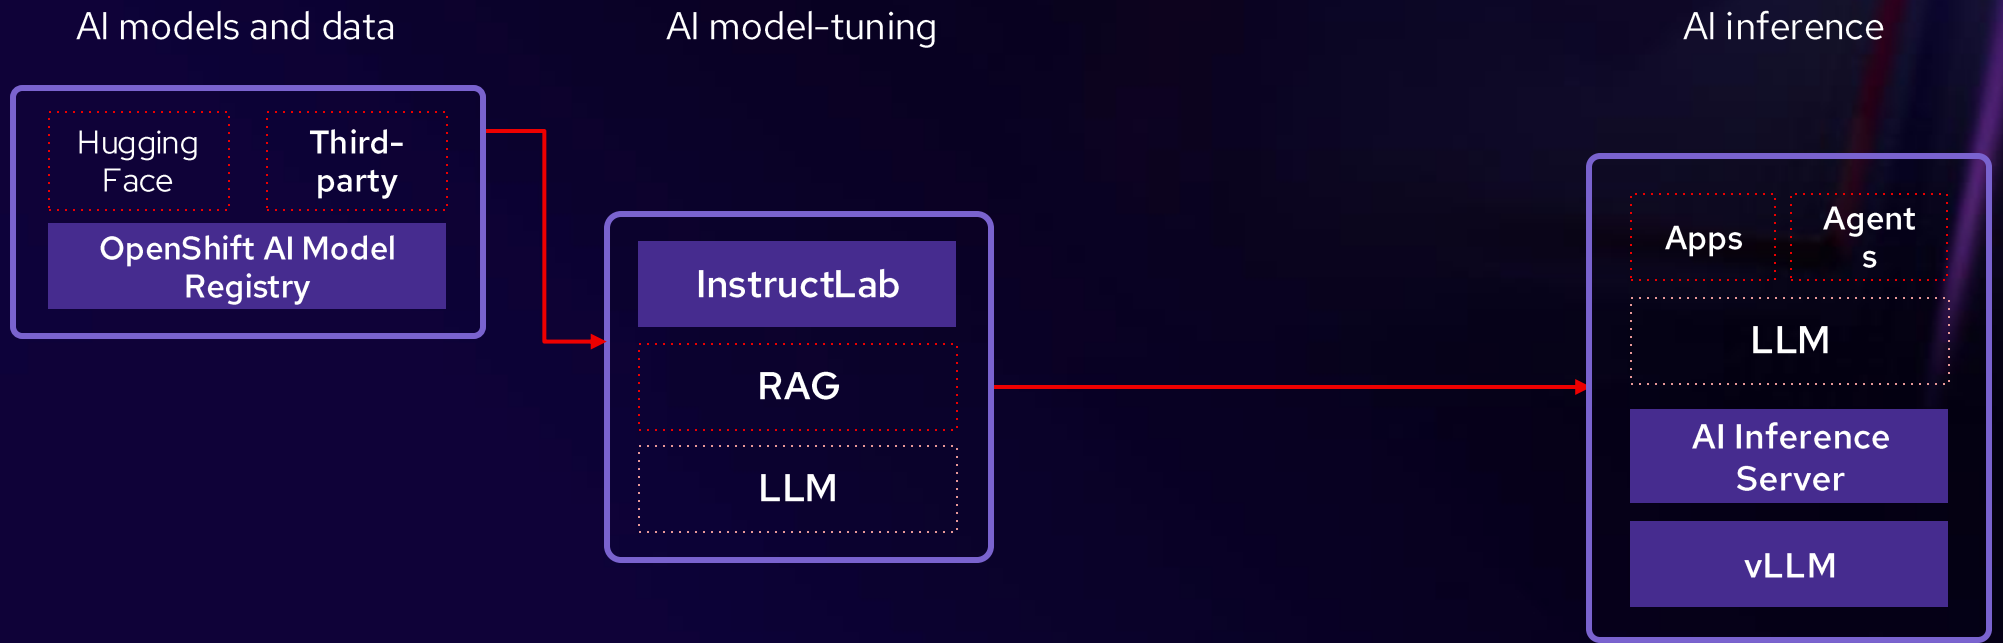 AI models and data
AI model-tuning
AI inference
Hugging
Face
Third-
party
OpenShift AI Model
Registry
InstructLab
RAG
LLM
Apps
Agent
s
LLM
AI Inference
Server
vLLM